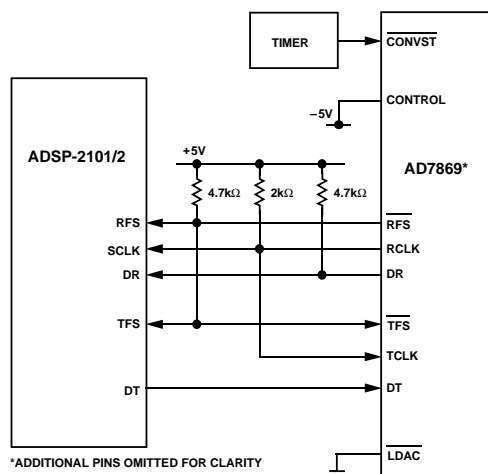 TIMER
CONVST
CONTROL
–5V
ADSP-2101/2
+5V
AD7869*
4.7kΩ
2kΩ
4.7kΩ
RFS
RFS
SCLK
RCLK
DR
DR
TFS
TFS
TCLK
DT
DT
LDAC
*ADDITIONAL PINS OMITTED FOR CLARITY